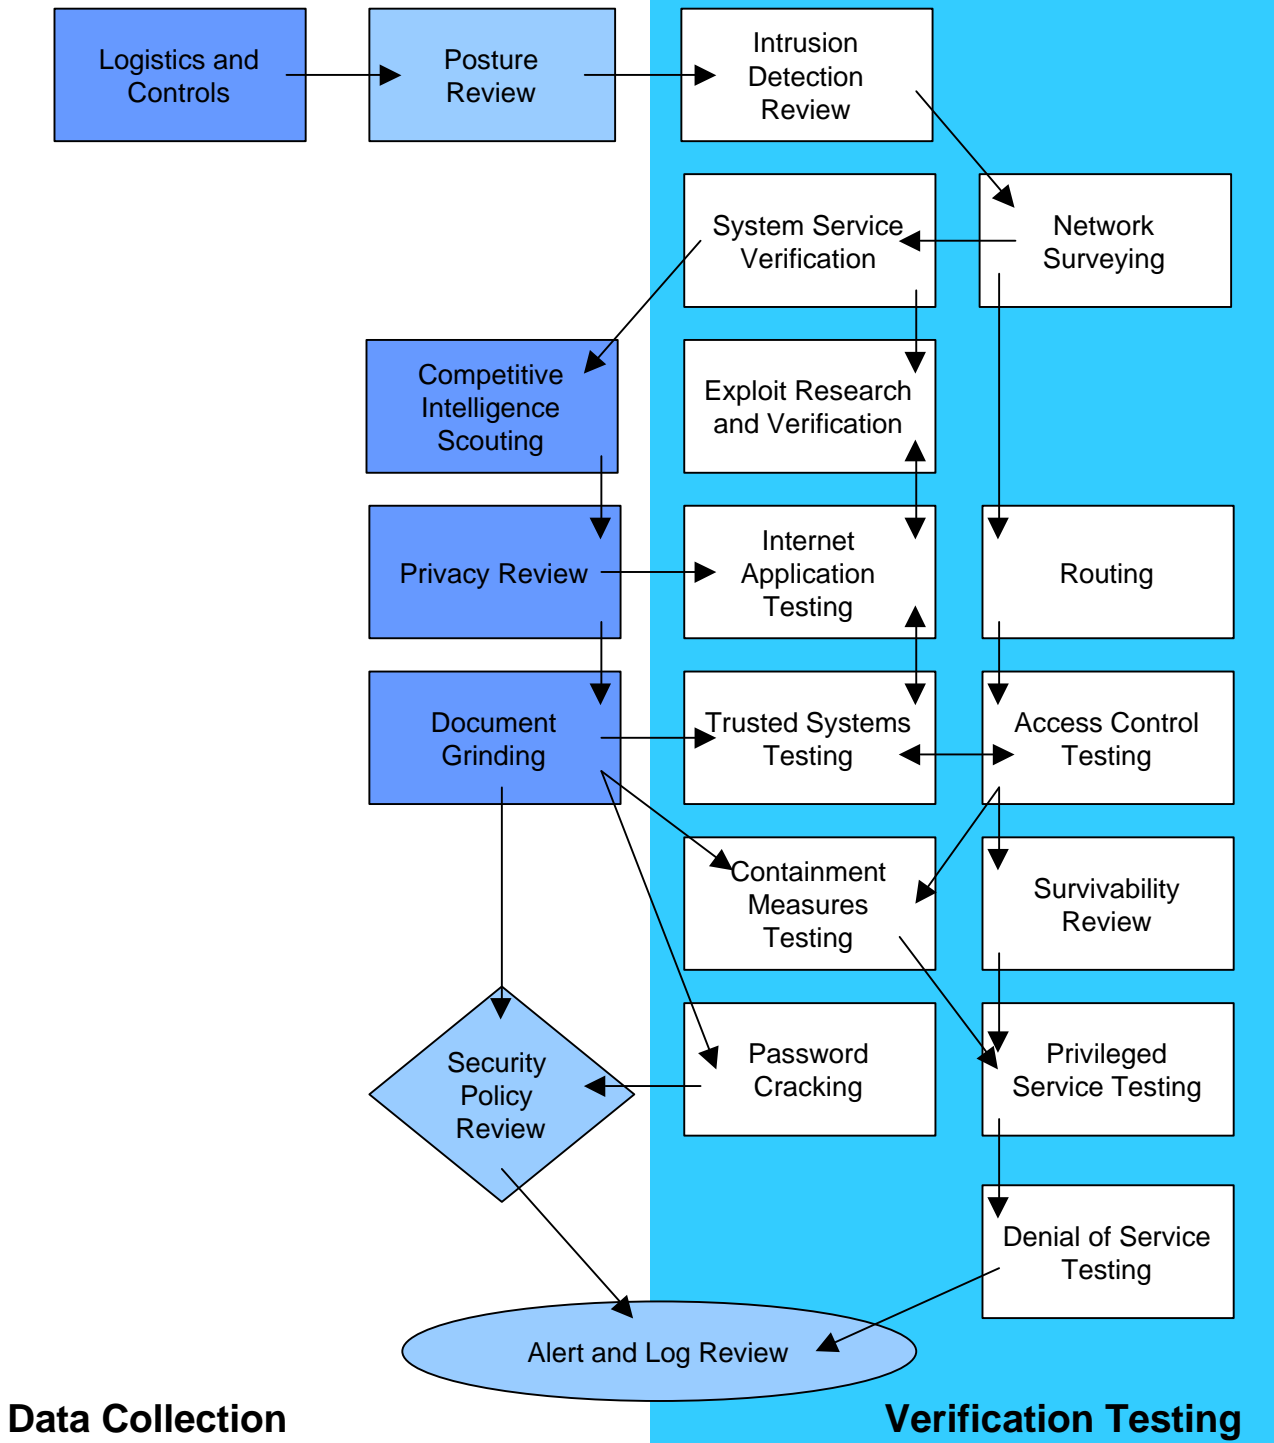 Logistics and
Controls
Posture
Review
Intrusion
Detection
Review
System Service
Verification
Network
Surveying
Competitive
Intelligence
Scouting
Exploit Research
and Verification
Privacy Review
Internet
Application
Testing
Routing
Document
Grinding
Trusted Systems
Testing
Access Control
Testing
Containment
Measures
Testing
Survivability
Review
Security
Policy
Review
Password
Cracking
Privileged
Service Testing
Denial of Service
Testing
Alert and Log Review
Data Collection
Verification Testing